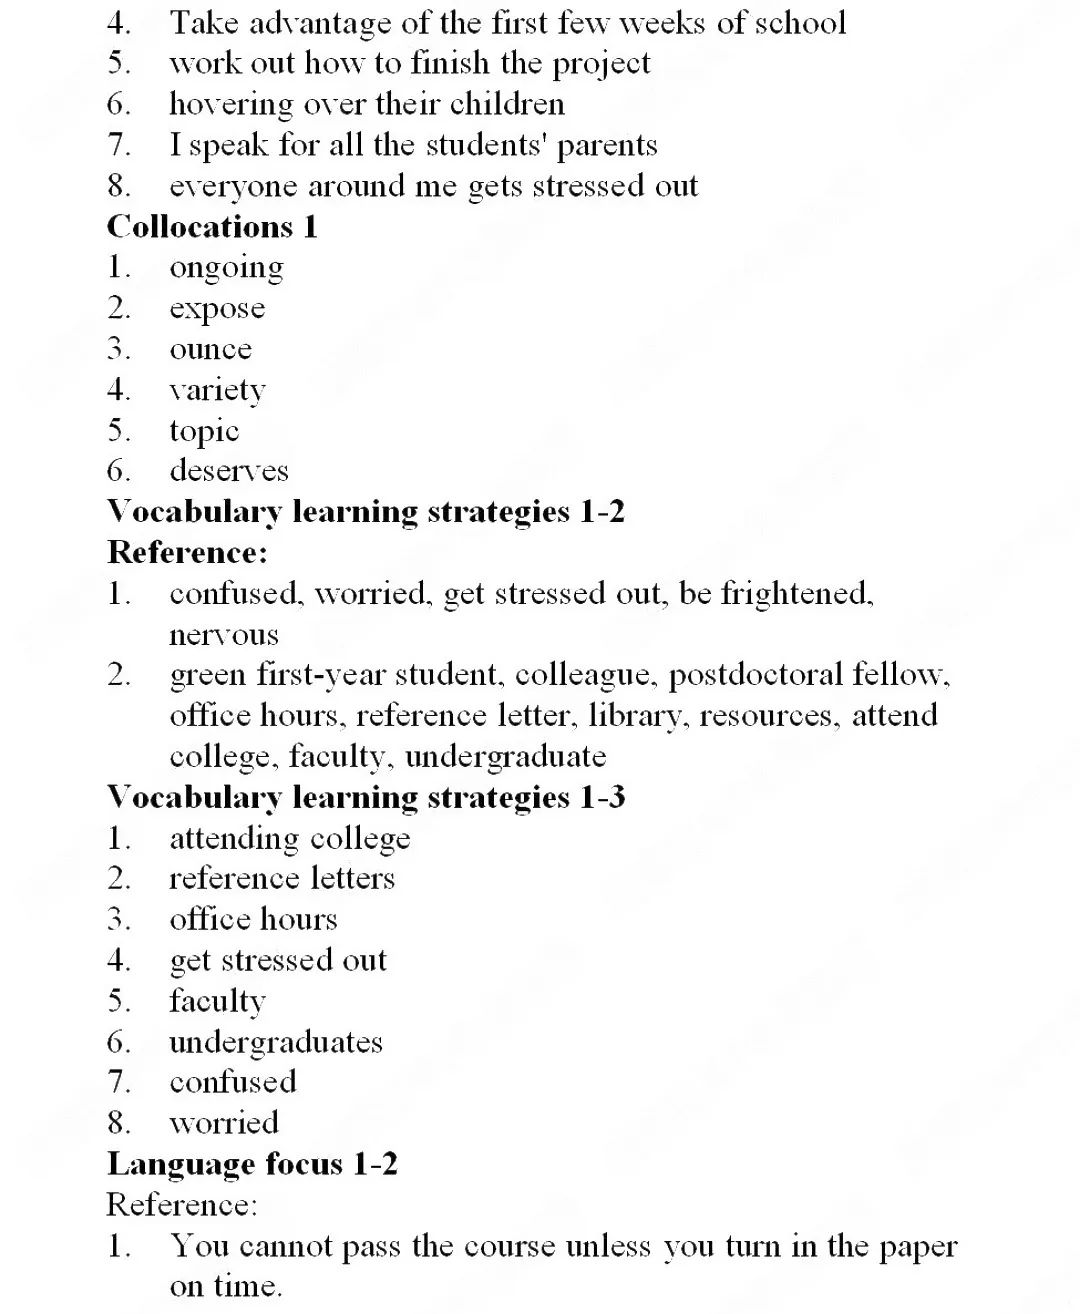 4. Take advantage of the first few weeks of school
5. work out how to finish the project
6. hovering over their children
7. I speak for all the students' parents
8. everyone around me gets stressed out
Collocations 1
1. ongoing
2. expose
3. ounce
4. variety
5. topic
6. deserves
Vocabulary learning strategies 1-2
Reference:
1. confused, worried, get stressed out, be frightened,
nervous
2. green first-year student, colleague, postdoctoral fellow,
office hours, reference letter, library, resources, attend
college, faculty, undergraduate
Vocabulary learning strategies 1-3
1. attending college
2. reference letters
3. office hours
4. get stressed out
5. faculty
6. undergraduates
7. confused
8. worried
Language focus 1-2
Reference:
1. You cannot pass the course unless you turn in the paper
on time.